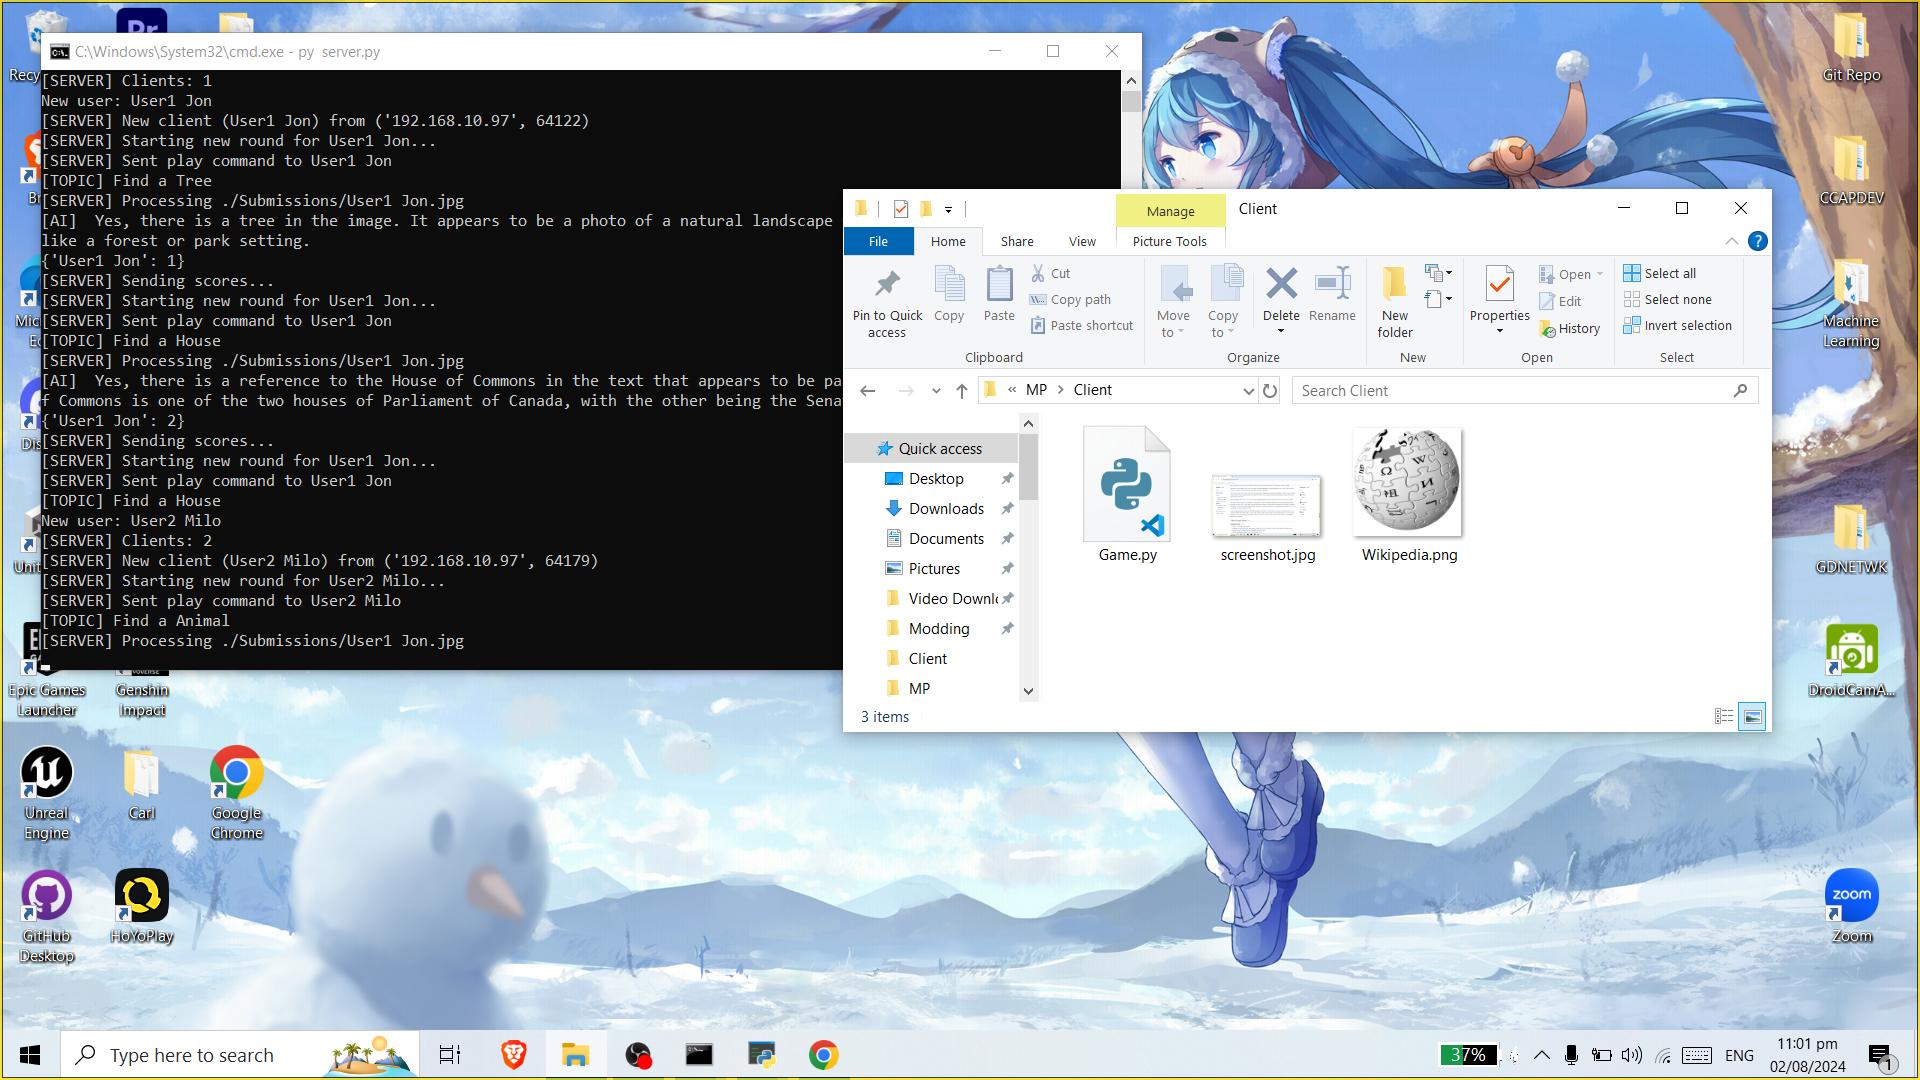 C:\Windows\System32\cmd.exe - py  server.py
[SERVER] Clients: 1
New user: User1 Jon
[SERVER] New client (User1 Jon) from ('192.168.10.97', 64122)
[SERVER] Starting new round for User1 Jon...
[SERVER] Sent play command to User1 Jon
[TOPIC] Find a Tree
[SERVER] Processing ./Submissions/User1 Jon.jpg
[AI]  Yes, there is a tree in the image. It appears to be a photo of a natural landscape
like a forest or park setting.
{'User1 Jon': 1}
[SERVER] Sending scores...
[SERVER] Starting new round for User1 Jon...
[SERVER] Sent play command to User1 Jon
[TOPIC] Find a House
[SERVER] Processing ./Submissions/User1 Jon.jpg
[AI]  Yes, there is a reference to the House of Commons in the text that appears to be pa
f Commons is one of the two houses of Parliament of Canada, with the other being the Sena
{'User1 Jon': 2}
[SERVER] Sending scores...
[SERVER] Starting new round for User1 Jon...
[SERVER] Sent play command to User1 Jon
[TOPIC] Find a House
New user: User2 Milo
[SERVER] Clients: 2
[SERVER] New client (User2 Milo) from ('192.168.10.97', 64179)
[SERVER] Starting new round for User2 Milo...
[SERVER] Sent play command to User2 Milo
[TOPIC] Find a Animal
[SERVER] Processing ./Submissions/User1 Jon.jpg
Manage
Client
File
Home
Share
View
Picture Tools
Pin to Quick
access
Copy
Paste
Cut
Copy path
Paste shortcut
Clipboard
Move
to
Copy
to
Delete
Rename
Organize
New
folder
New
Properties
Open
Edit
History
Open
Select all
Select none
Invert selection
Select
« MP > Client
Search Client
Quick access
Desktop
Downloads
Documents
Pictures
Video Downl
Modding
Client
MP
Game.py
screenshot.jpg
Wikipedia.png
3 items
Recy
Pr
Br
Mic
Ed
Dis
Unit
Epic Games
Launcher
Genshin
Impact
Unreal
Engine
Carl
Google
Chrome
GitHub
Desktop
HoYoPlay
Git Repo
CCAPDEV
Machine
Learning
GDNETWK
DroidCamA...
zoom
Zoom
Type here to search
37%
ENG
11:01 pm
02/08/2024
1